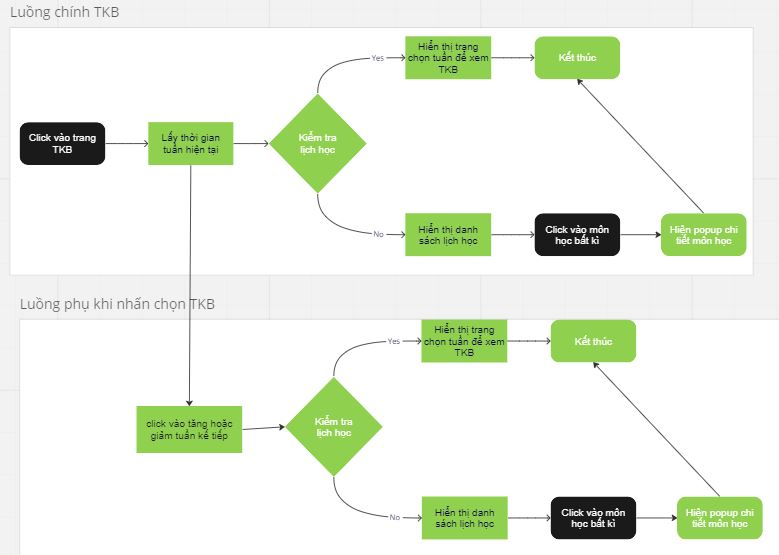 Luồng chính TKB
Yes
Hiển thị trang
chọn tuần để xem
TKB
Kết thúc
Click vào trang
TKB
Lấy thời gian
tuần hiện tại
Kiểm tra
lịch học
No
Hiển thị danh
sách lịch học
Click vào môn
học bất kì
Hiện popup chi
tiết môn học
Luồng phụ khi nhấn chọn TKB
Yes
Hiển thị trang
chọn tuần để xem
TKB
Kết thúc
click vào tăng hoặc
giảm tuần kế tiếp
Kiểm tra
lịch học
No
Hiển thị danh
sách lịch học
Click vào môn
học bất kì
Hiện popup chi
tiết môn học